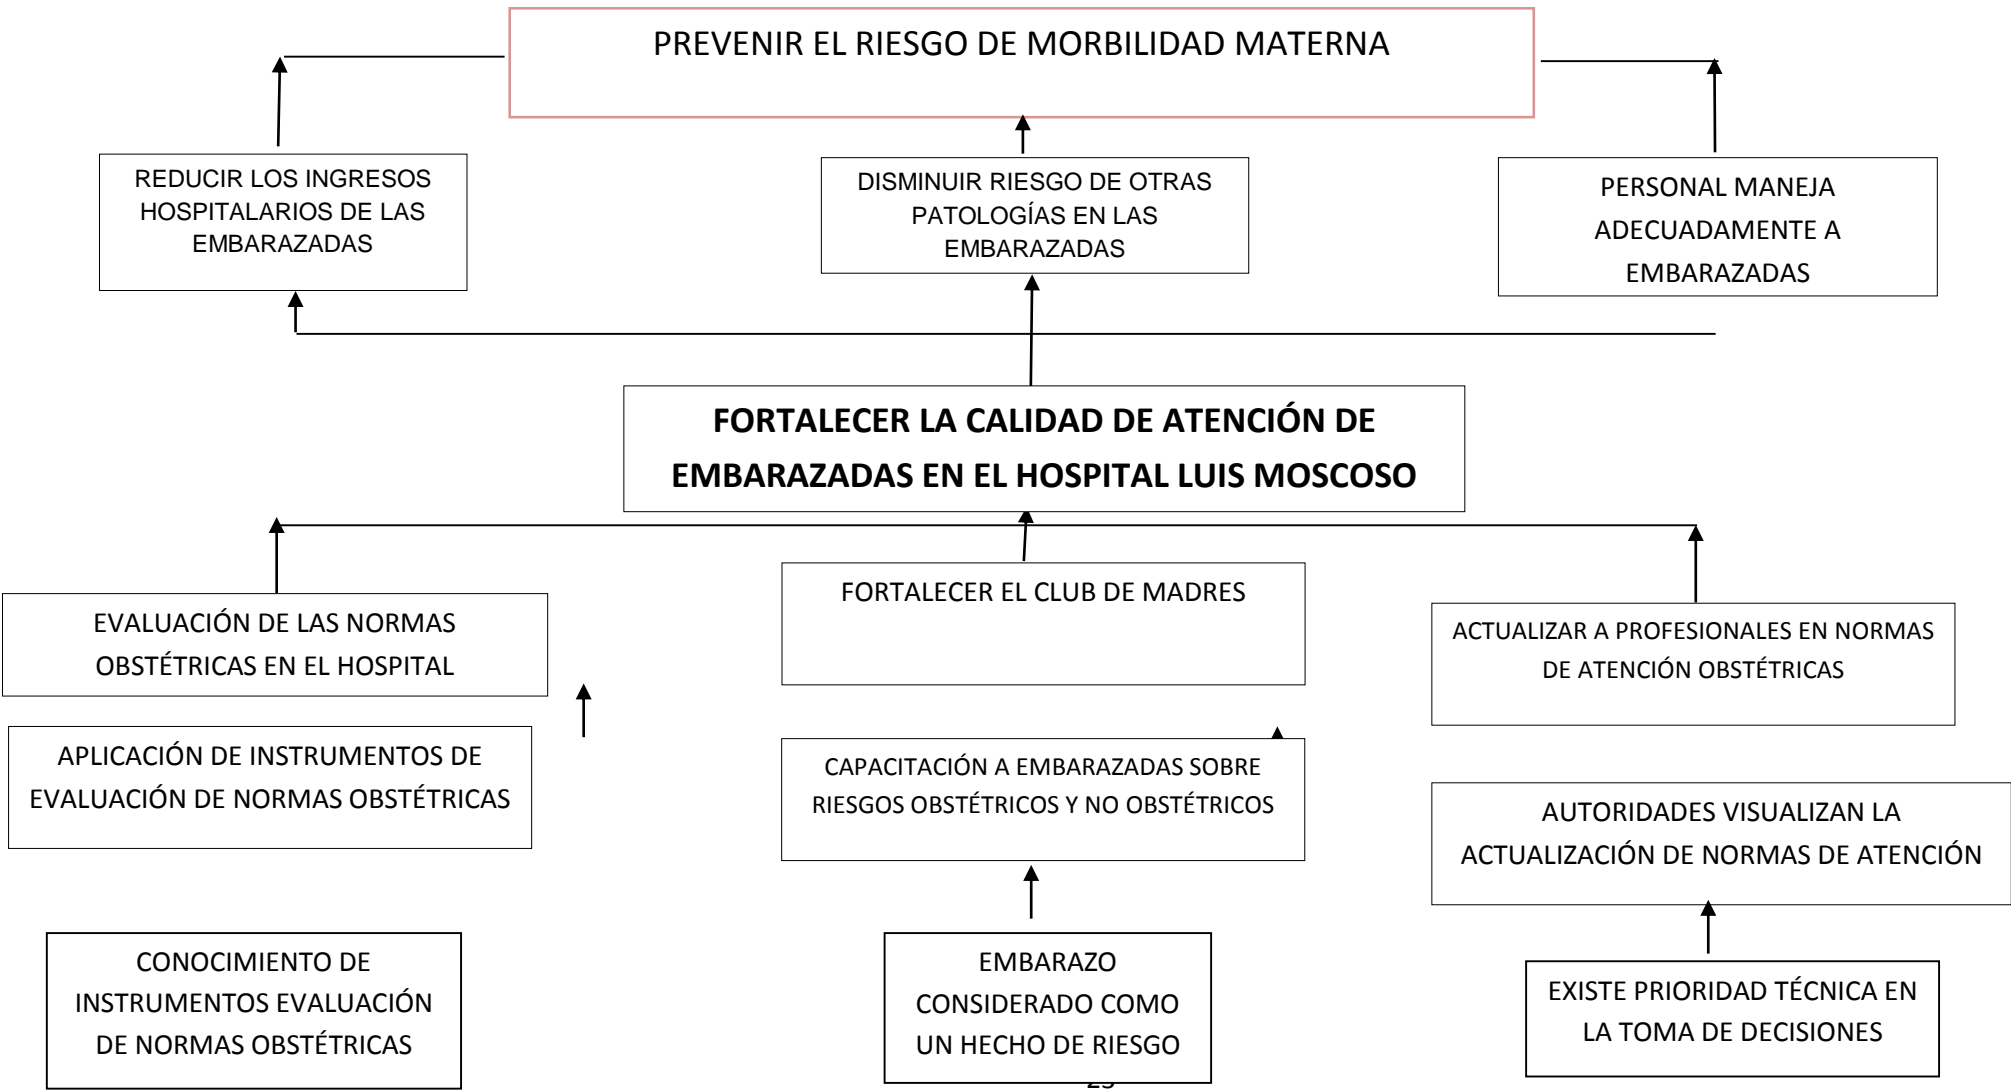 PREVENIR EL RIESGO DE MORBILIDAD MATERNA
REDUCIR LOS INGRESOS
HOSPITALARIOS DE LAS
EMBARAZADAS
DISMINUIR RIESGO DE OTRAS
PATOLOGÍAS EN LAS
EMBARAZADAS
PERSONAL MANEJA
ADECUADAMENTE A
EMBARAZADAS
FORTALECER LA CALIDAD DE ATENCIÓN DE
EMBARAZADAS EN EL HOSPITAL LUIS MOSCOSO
EVALUACIÓN DE LAS NORMAS
OBSTÉTRICAS EN EL HOSPITAL
FORTALECER EL CLUB DE MADRES
ACTUALIZAR A PROFESIONALES EN NORMAS
DE ATENCIÓN OBSTÉTRICAS
APLICACIÓN DE INSTRUMENTOS DE
EVALUACIÓN DE NORMAS OBSTÉTRICAS
CAPACITACIÓN A EMBARAZADAS SOBRE
RIESGOS OBSTÉTRICOS Y NO OBSTÉTRICOS
AUTORIDADES VISUALIZAN LA
ACTUALIZACIÓN DE NORMAS DE ATENCIÓN
CONOCIMIENTO DE
INSTRUMENTOS EVALUACIÓN
DE NORMAS OBSTÉTRICAS
EMBARAZO
CONSIDERADO COMO
UN HECHO DE RIESGO
EXISTE PRIORIDAD TÉCNICA EN
LA TOMA DE DECISIONES